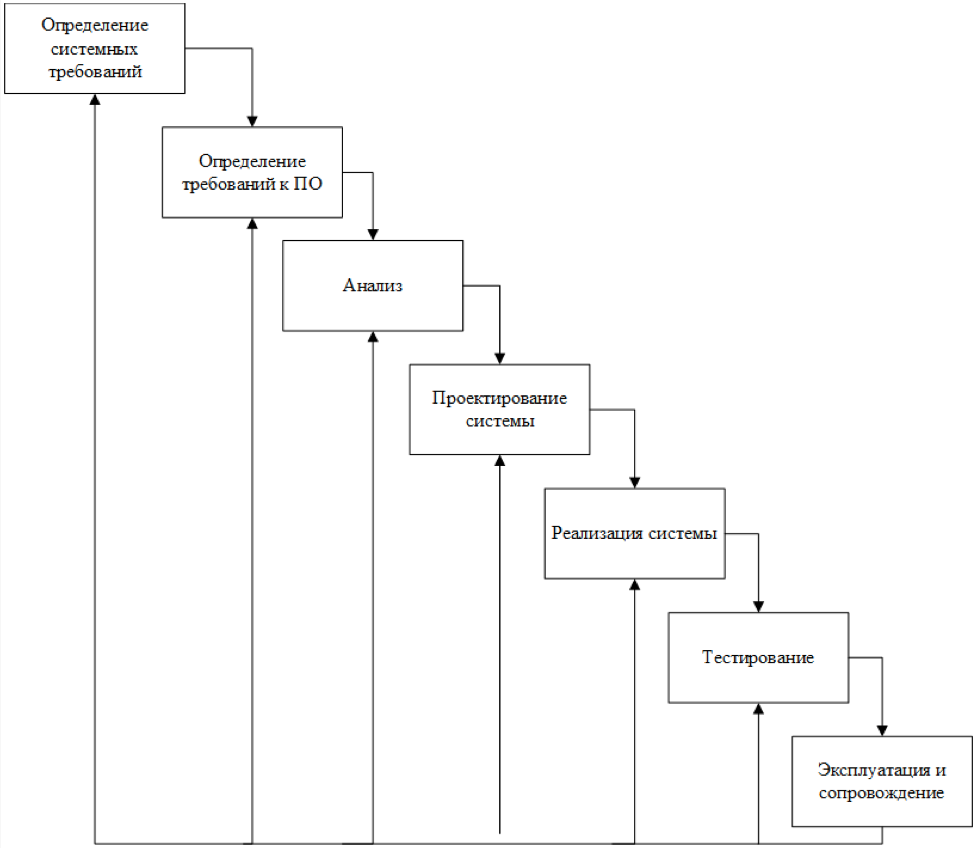 Определение
системных
требований
Определение
требований к ПО
Анализ
Проектирование
системы
Реализация системы
Тестирование
Эксплуатация и
сопровождение